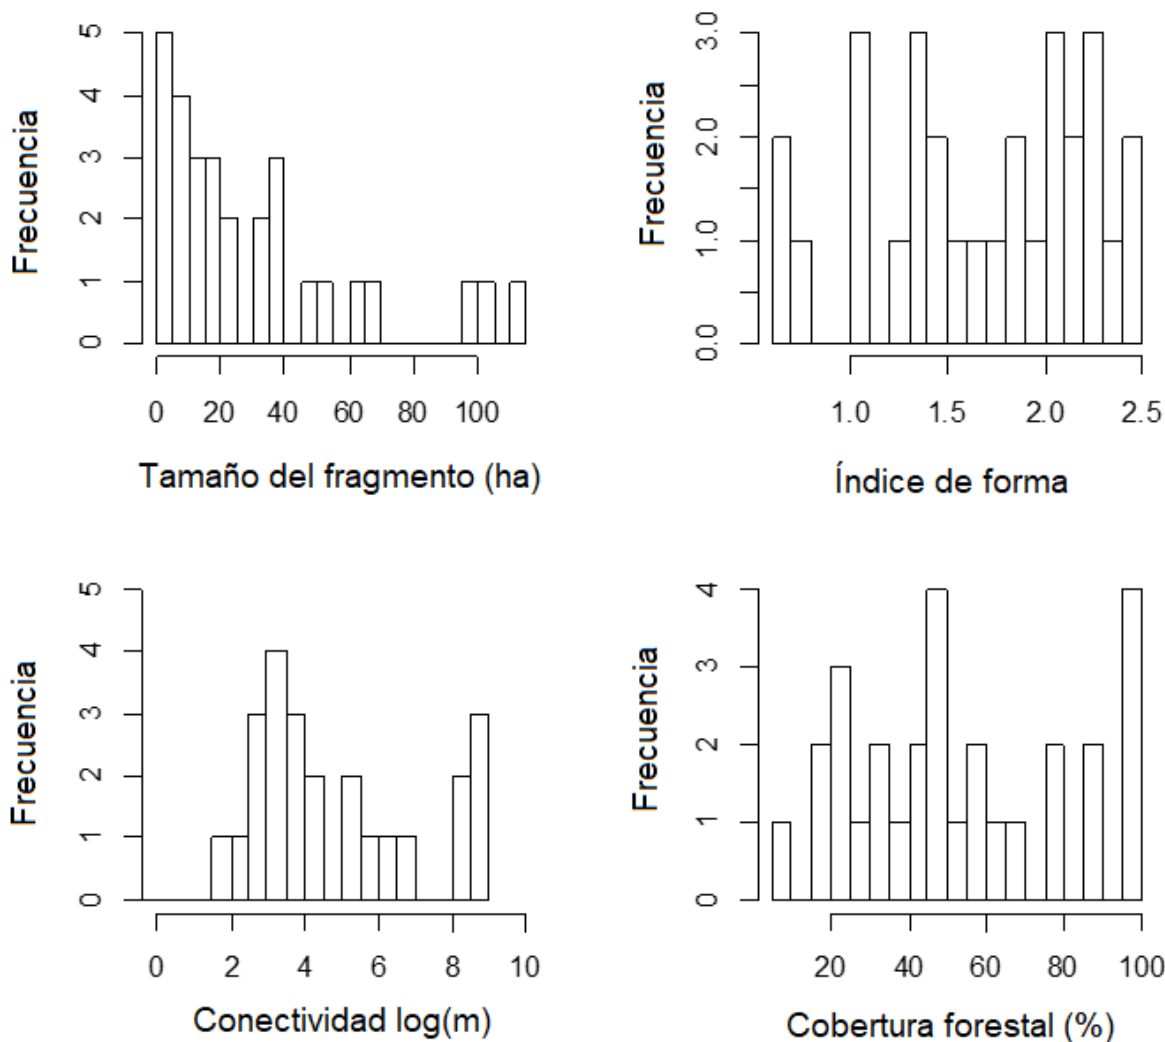 Frecuencia
5
4
3
2
1
0
0 20 40 60 80 100
Tamaño del fragmento (ha)
Frecuencia
3.0
2.0
1.0
0.0
1.0 1.5 2.0 2.5
Índice de forma
Frecuencia
5
4
3
2
1
0
0 2 4 6 8 10
Conectividad log(m)
Frecuencia
4
3
2
1
0
20 40 60 80 100
Cobertura forestal (%)